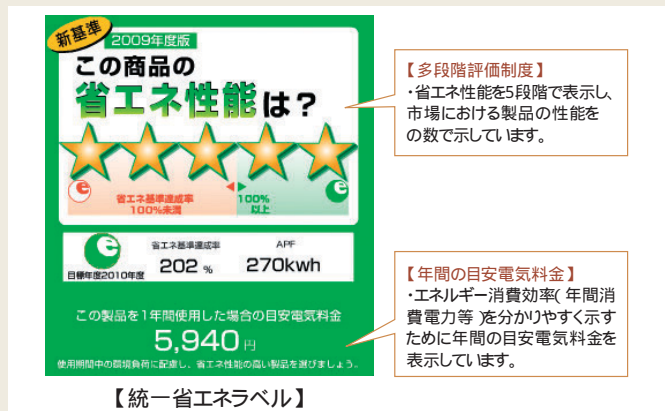 新基準
2009年度版
この商品の
省エネ性能は?
e
e
省エネ基準達成率
100%未満
100%
以上
e
目標年度2010年度
省エネ基準達成率
202 %
APF
270kwh
この製品を1年間使用した場合の目安電気料金
5,940円
使用期間中の環境負荷に配慮し、省エネ性能の高い製品を選びましょう。
【統一省エネラベル】
【多段階評価制度】
・省エネ性能を5段階で表示し、
市場における製品の性能を
の数で示しています。
【年間の目安電気料金】
・エネルギー消費効率( 年間消
費電力等 )を分かりやすく示す
ために年間の目安電気料金を
表示しています。